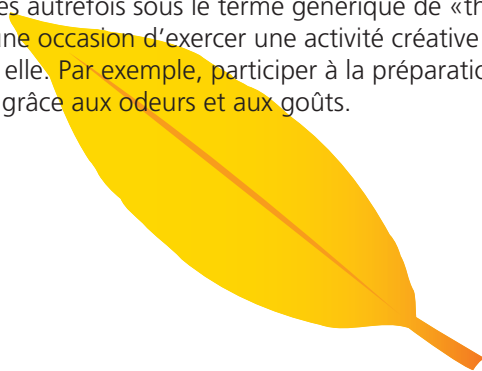 es autrefois sous le terme générique de «th
une occasion d’exercer une activité créative
elle. Par exemple, participer à la préparatio
grâce aux odeurs et aux goûts.